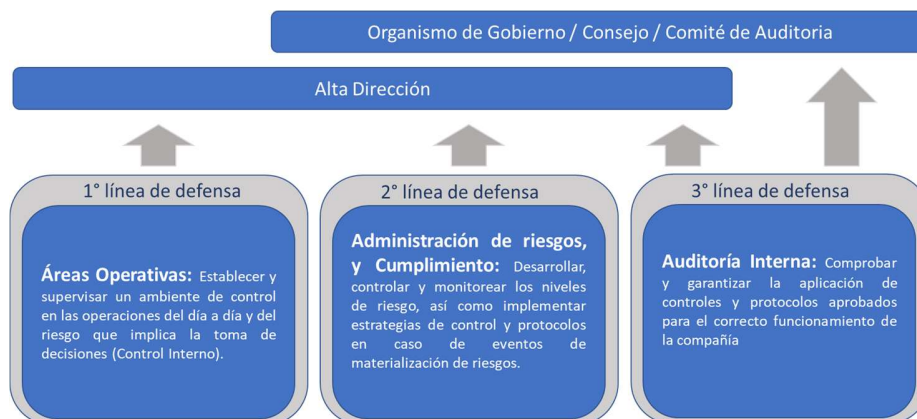 Organismo de Gobierno / Consejo / Comité de Auditoria
Alta Dirección
1° línea de defensa
Áreas Operativas: Establecer y
supervisar un ambiente de control
en las operaciones del día a día y del
riesgo que implica la toma de
decisiones (Control Interno).
2° línea de defensa
Administración de riesgos,
y Cumplimiento: Desarrollar,
controlar y monitorear los niveles
de riesgo, así como implementar
estrategias de control y protocolos
en caso de eventos de
materialización de riesgos.
3° línea de defensa
Auditoría Interna: Comprobar
y garantizar la aplicación de
controles y protocolos aprobados
para el correcto funcionamiento de
la compañía